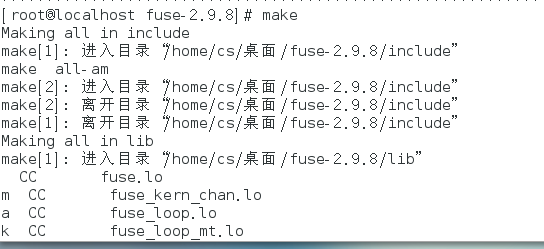 [ root@localhost fuse-2.9.8]# make
Making all in include
make[1]: 进入目录“/home/cs/桌面/fuse-2.9.8/include”
make  all-am
make[2]: 进入目录“/home/cs/桌面/fuse-2.9.8/include”
make[2]: 离开目录“/home/cs/桌面/fuse-2.9.8/include”
make[1]: 离开目录“/home/cs/桌面/fuse-2.9.8/include”
Making all in lib
make[1]: 进入目录“/home/cs/桌面/fuse-2.9.8/lib”
  CC       fuse.lo
m  CC       fuse_kern_chan.lo
a  CC       fuse_loop.lo
k  CC       fuse_loop_mt.lo